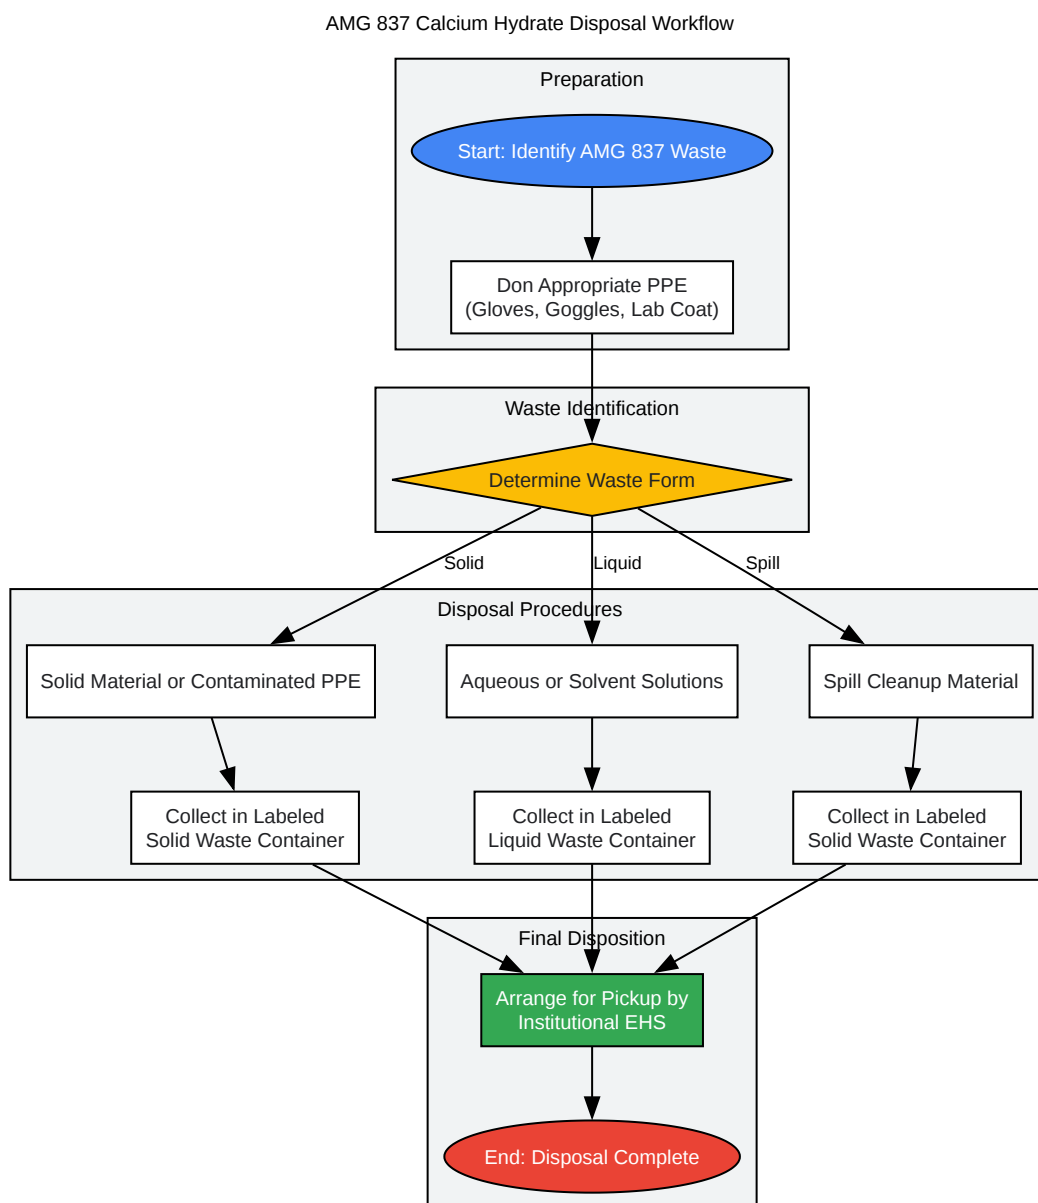 AMG 837 Calcium Hydrate Disposal Workflow
Preparation
Start: Identify AMG 837 Waste
Don Appropriate PPE
(Gloves, Goggles, Lab Coat)
Waste Identification
Determine Waste Form
Solid
Liquid
Spill
Disposal Procedures
Solid Material or Contaminated PPE
Aqueous or Solvent Solutions
Spill Cleanup Material
Collect in Labeled
Solid Waste Container
Collect in Labeled
Liquid Waste Container
Collect in Labeled
Solid Waste Container
Final Disposition
Arrange for Pickup by
Institutional EHS
End: Disposal Complete